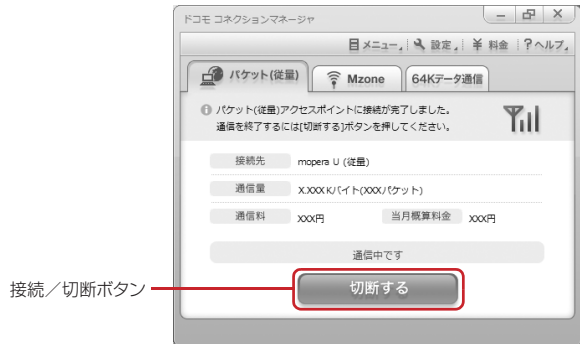 ドコモ コネクションマネージャ
メニュー 設定 ¥ 料金 ?ヘルプ
パケット(従量) Mzone 64Kデータ通信
パケット(従量)アクセスポイントに接続が完了しました。
通信を終了するには[切断する]ボタンを押してください。
接続先 mopera U (従量)
通信量 X.XXX Kバイト(XXXパケット)
通信料 XXX円 当月概算料金 XXX円
通信中です
接続／切断ボタン 切断する